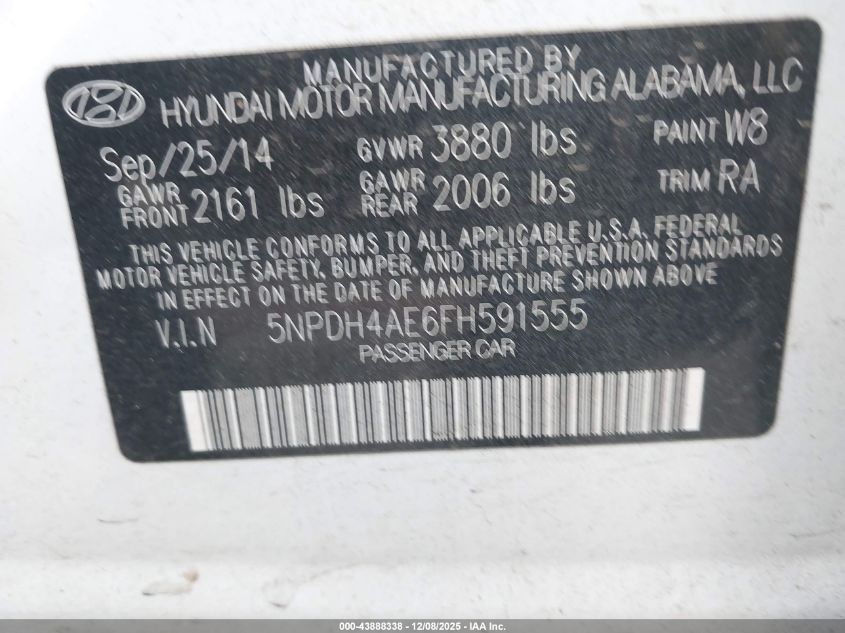 MANUFACTURED BY
HYUNDAI MOTOR MANUFACTURING ALABAMA, LLC
Sep/25/14 GVWR 3880 lbs PAINT W8
GAWR FRONT 2161 lbs GAWR REAR 2006 lbs TRIM RA
THIS VEHICLE CONFORMS TO ALL APPLICABLE U.S.A. FEDERAL
MOTOR VEHICLE SAFETY, BUMPER, AND THEFT PREVENTION STANDARDS
IN EFFECT ON THE DATE OF MANUFACTURE SHOWN ABOVE
V.I.N 5NPDH4AE6FH591555
PASSENGER CAR
000-43888338 | 12/08/2025 - IAA Inc.